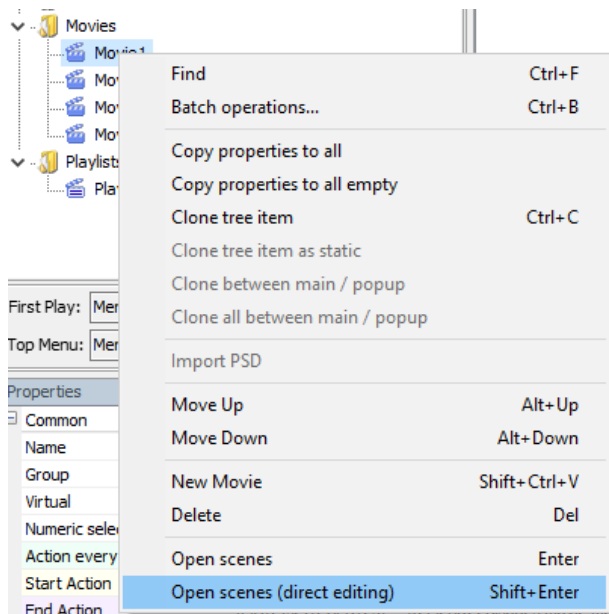 Movies
Movie1
Find Ctrl+F
Batch operations... Ctrl+B
Copy properties to all
Copy properties to all empty
Clone tree item Ctrl+C
Clone tree item as static
Clone between main / popup
Clone all between main / popup
Import PSD
Move Up Alt+Up
Move Down Alt+Down
New Movie Shift+Ctrl+V
Delete Del
Open scenes Enter
Open scenes (direct editing) Shift+Enter
Playlists
First Play:
Top Menu:
Properties
Common
Name
Group
Virtual
Numeric
Action every
Start Action
End Action